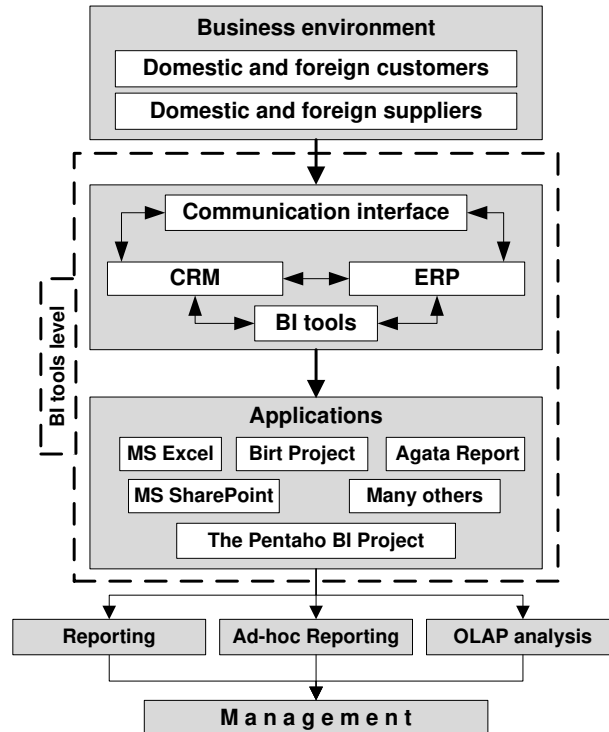 Business environment
Domestic and foreign customers
Domestic and foreign suppliers
Communication interface
CRM
ERP
BI tools
BI tools level
Applications
MS Excel
Birt Project
Agata Report
MS SharePoint
Many others
The Pentaho BI Project
Reporting
Ad-hoc Reporting
OLAP analysis
Management